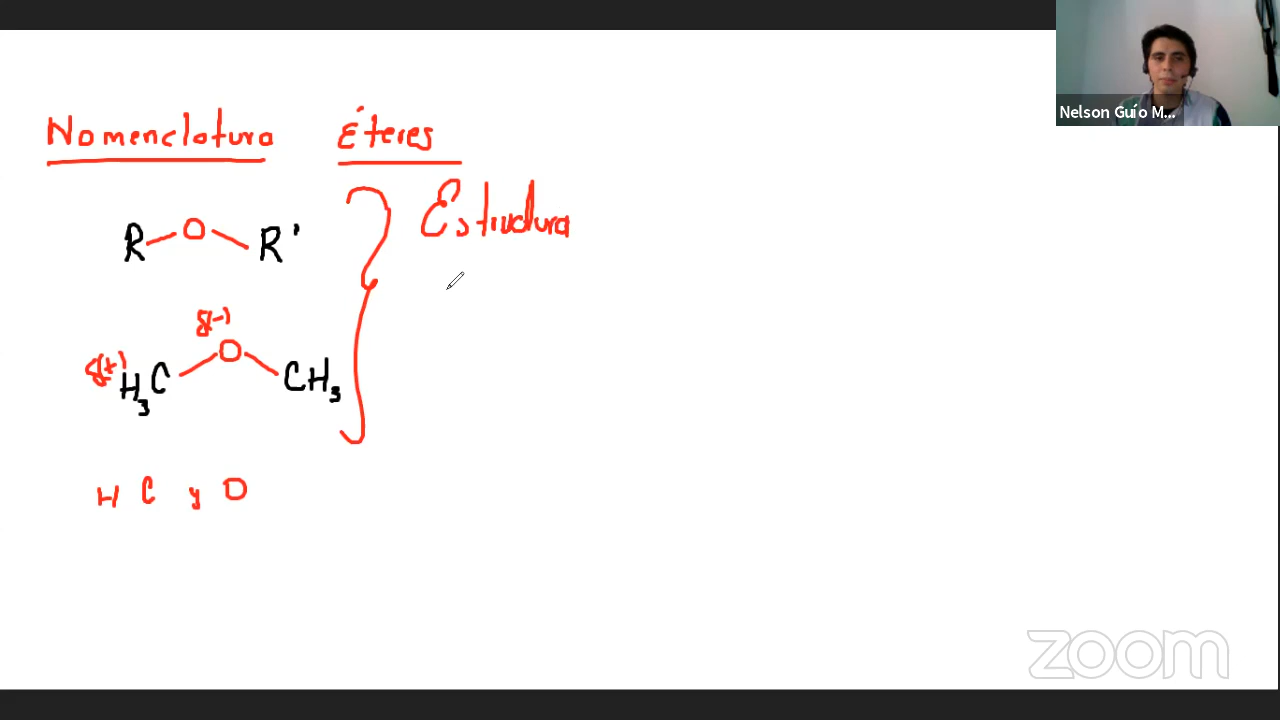 Nomenclatura Éteres
Estructura
R-O-R'
δ(-)
δ(+)
H3C-O-CH3
H C y O
Nelson Guío M...
zoom